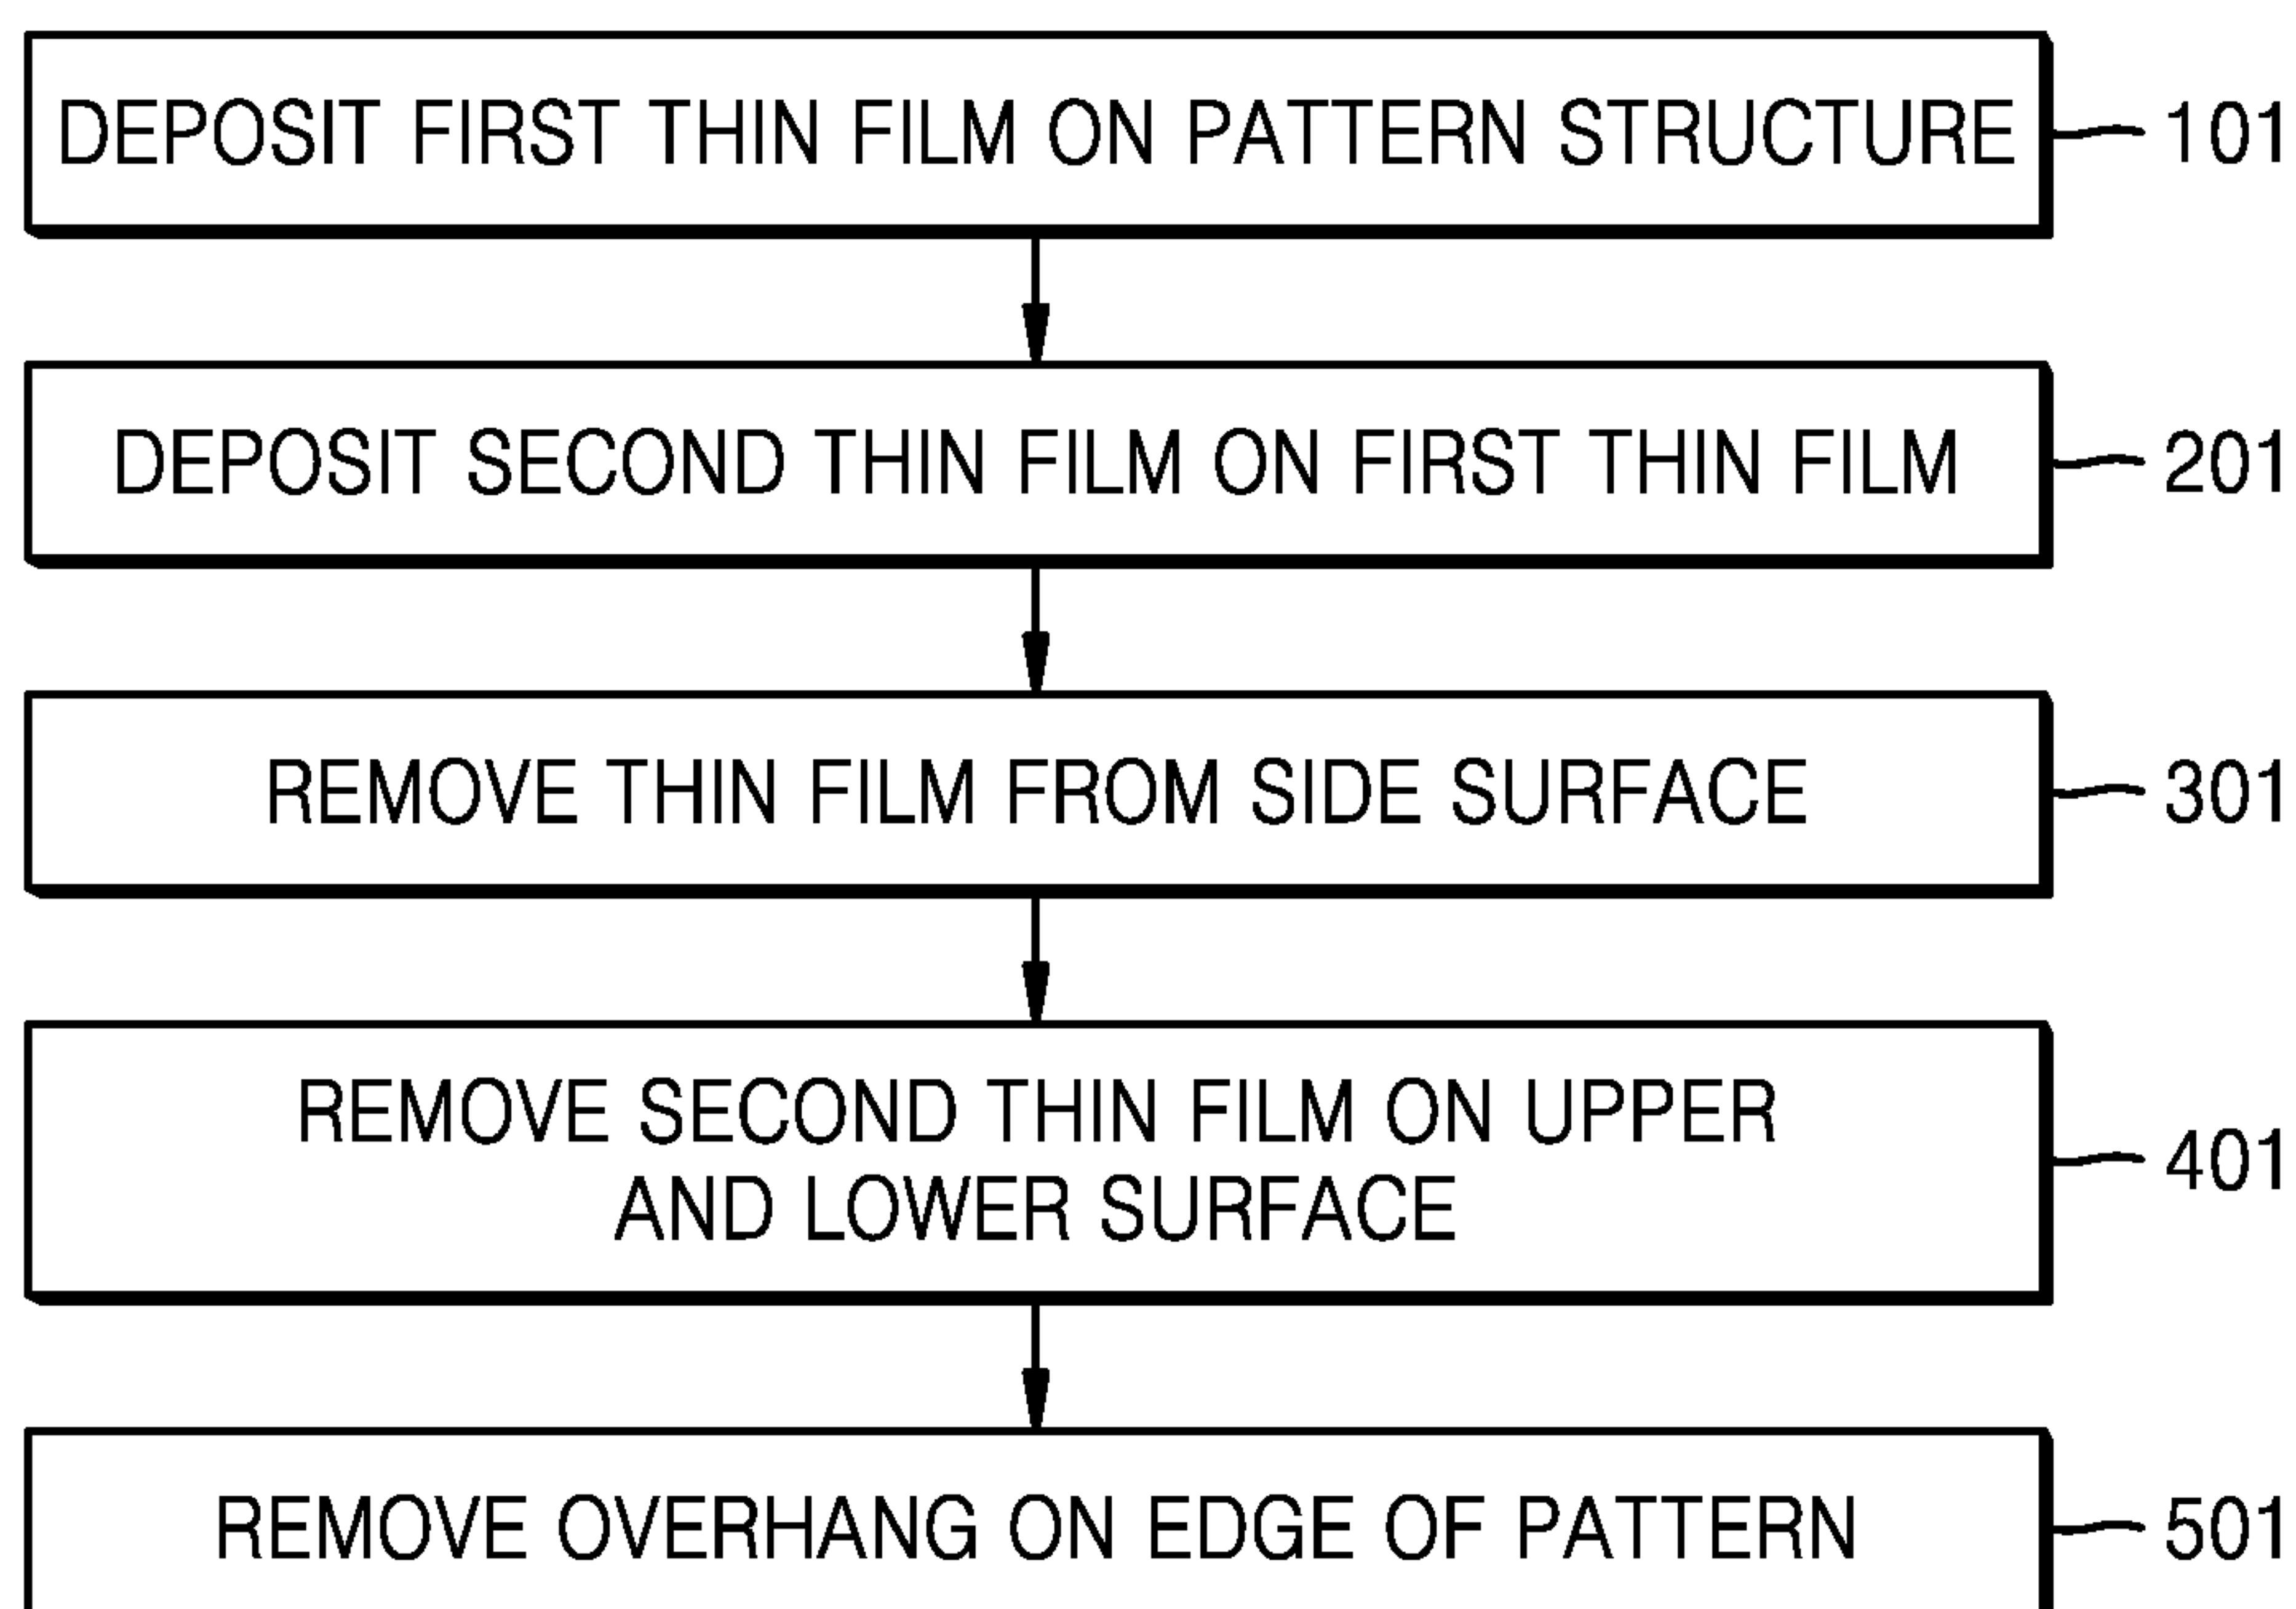 DEPOSIT FIRST THIN FILM ON PATTERN STRUCTURE
101
DEPOSIT SECOND THIN FILM ON FIRST THIN FILM
201
REMOVE THIN FILM FROM SIDE SURFACE
301
REMOVE SECOND THIN FILM ON UPPER
AND LOWER SURFACE
401
REMOVE OVERHANG ON EDGE OF PATTERN
501